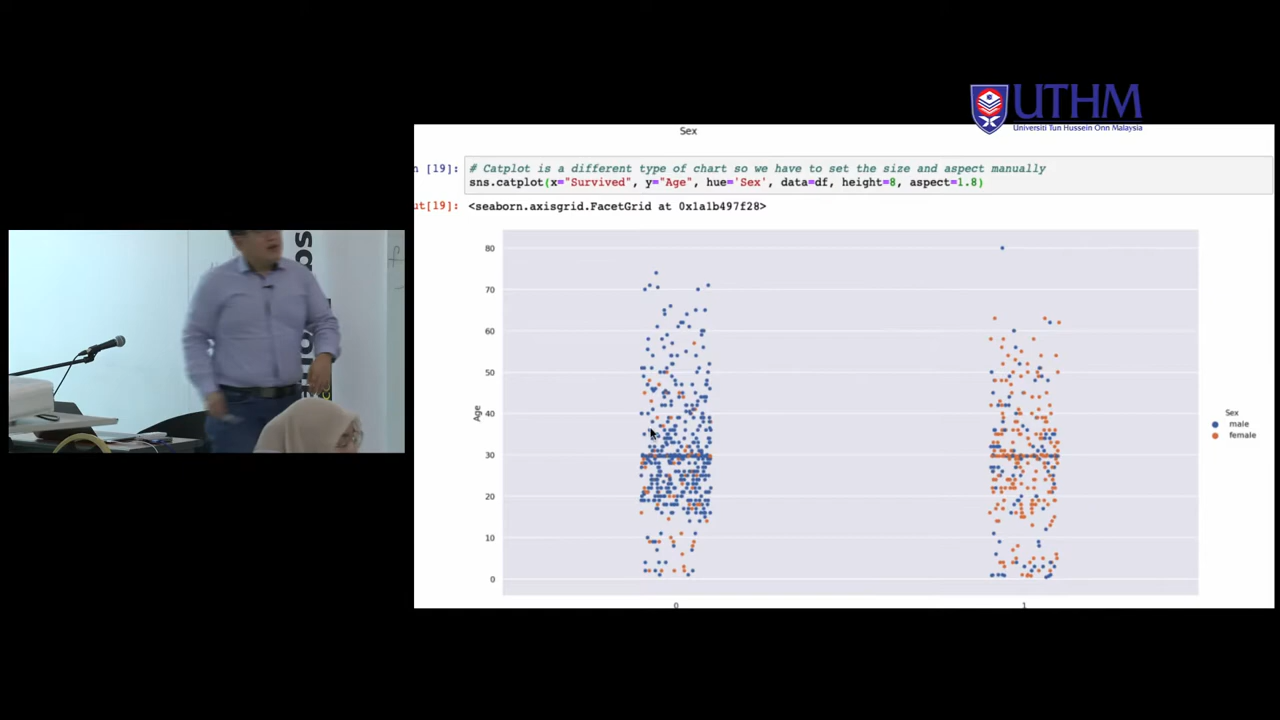 UTHM
Universiti Tun Hussein Onn Malaysia
Sex
n [19]:
# Catplot is a different type of chart so we have to set the size and aspect manually
sns.catplot(x="Survived", y="Age", hue='Sex', data=df, height=8, aspect=1.8)
ut[19]:
<seaborn.axisgrid.FacetGrid at 0x1a1b497f28>
80
70
60
50
40
30
20
10
0
Age
0
1
Sex
male
female